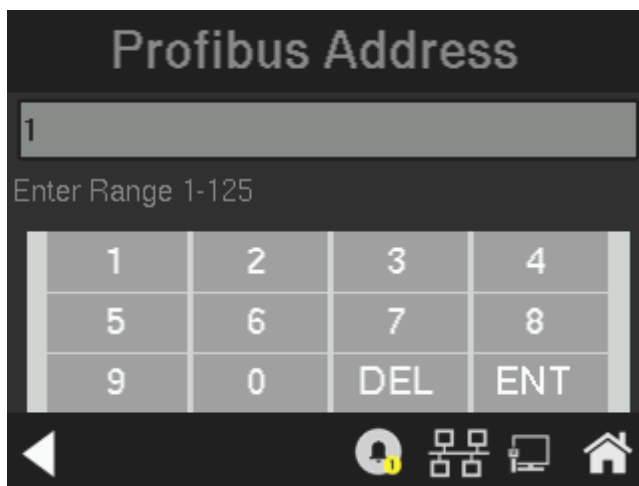 Profibus Address
1
Enter Range 1-125
1 2 3 4
5 6 7 8
9 0 DEL ENT
1